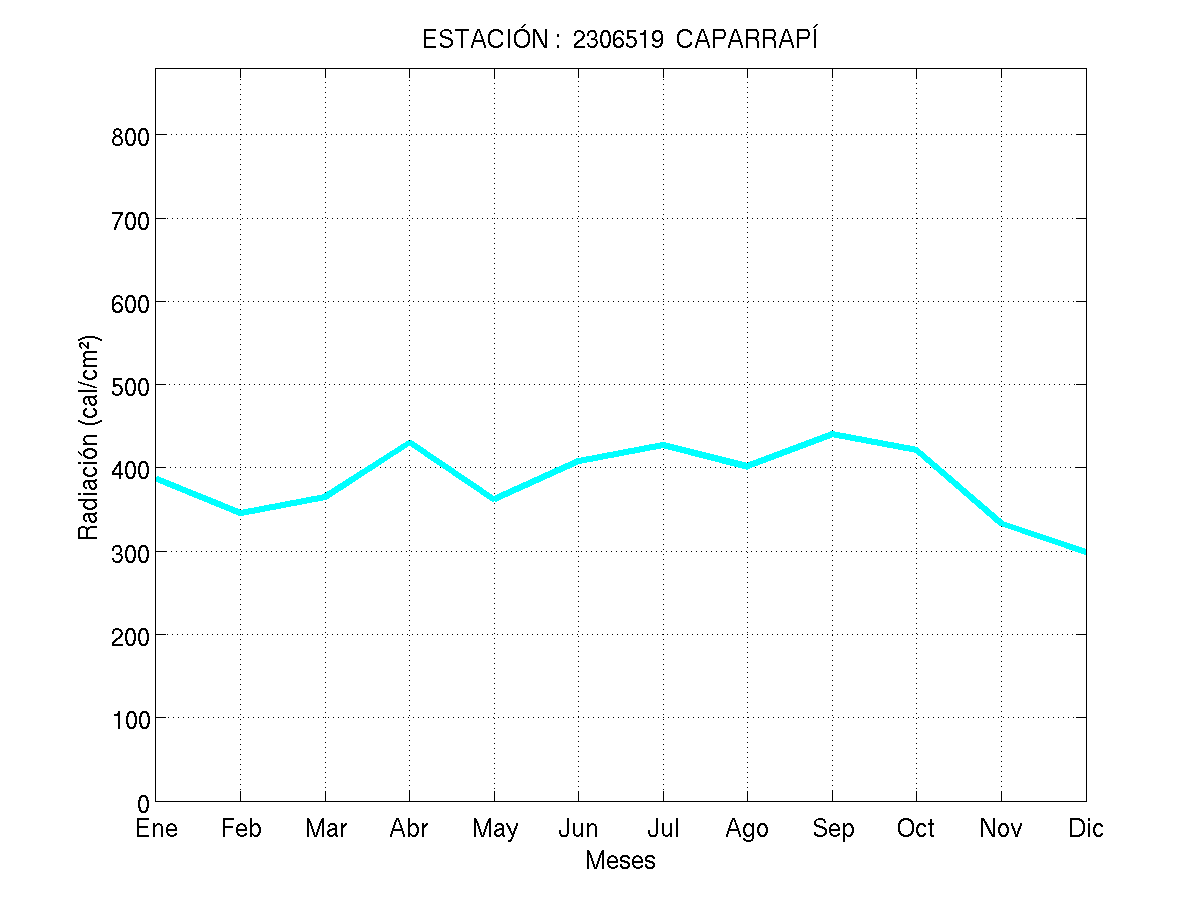 ESTACIÓN : 2306519 CAPARRAPÍ
800
700
600
500
400
300
200
100
0
Radiación (cal/cm²)
Ene Feb Mar Abr May Jun Jul Ago Sep Oct Nov Dic
Meses